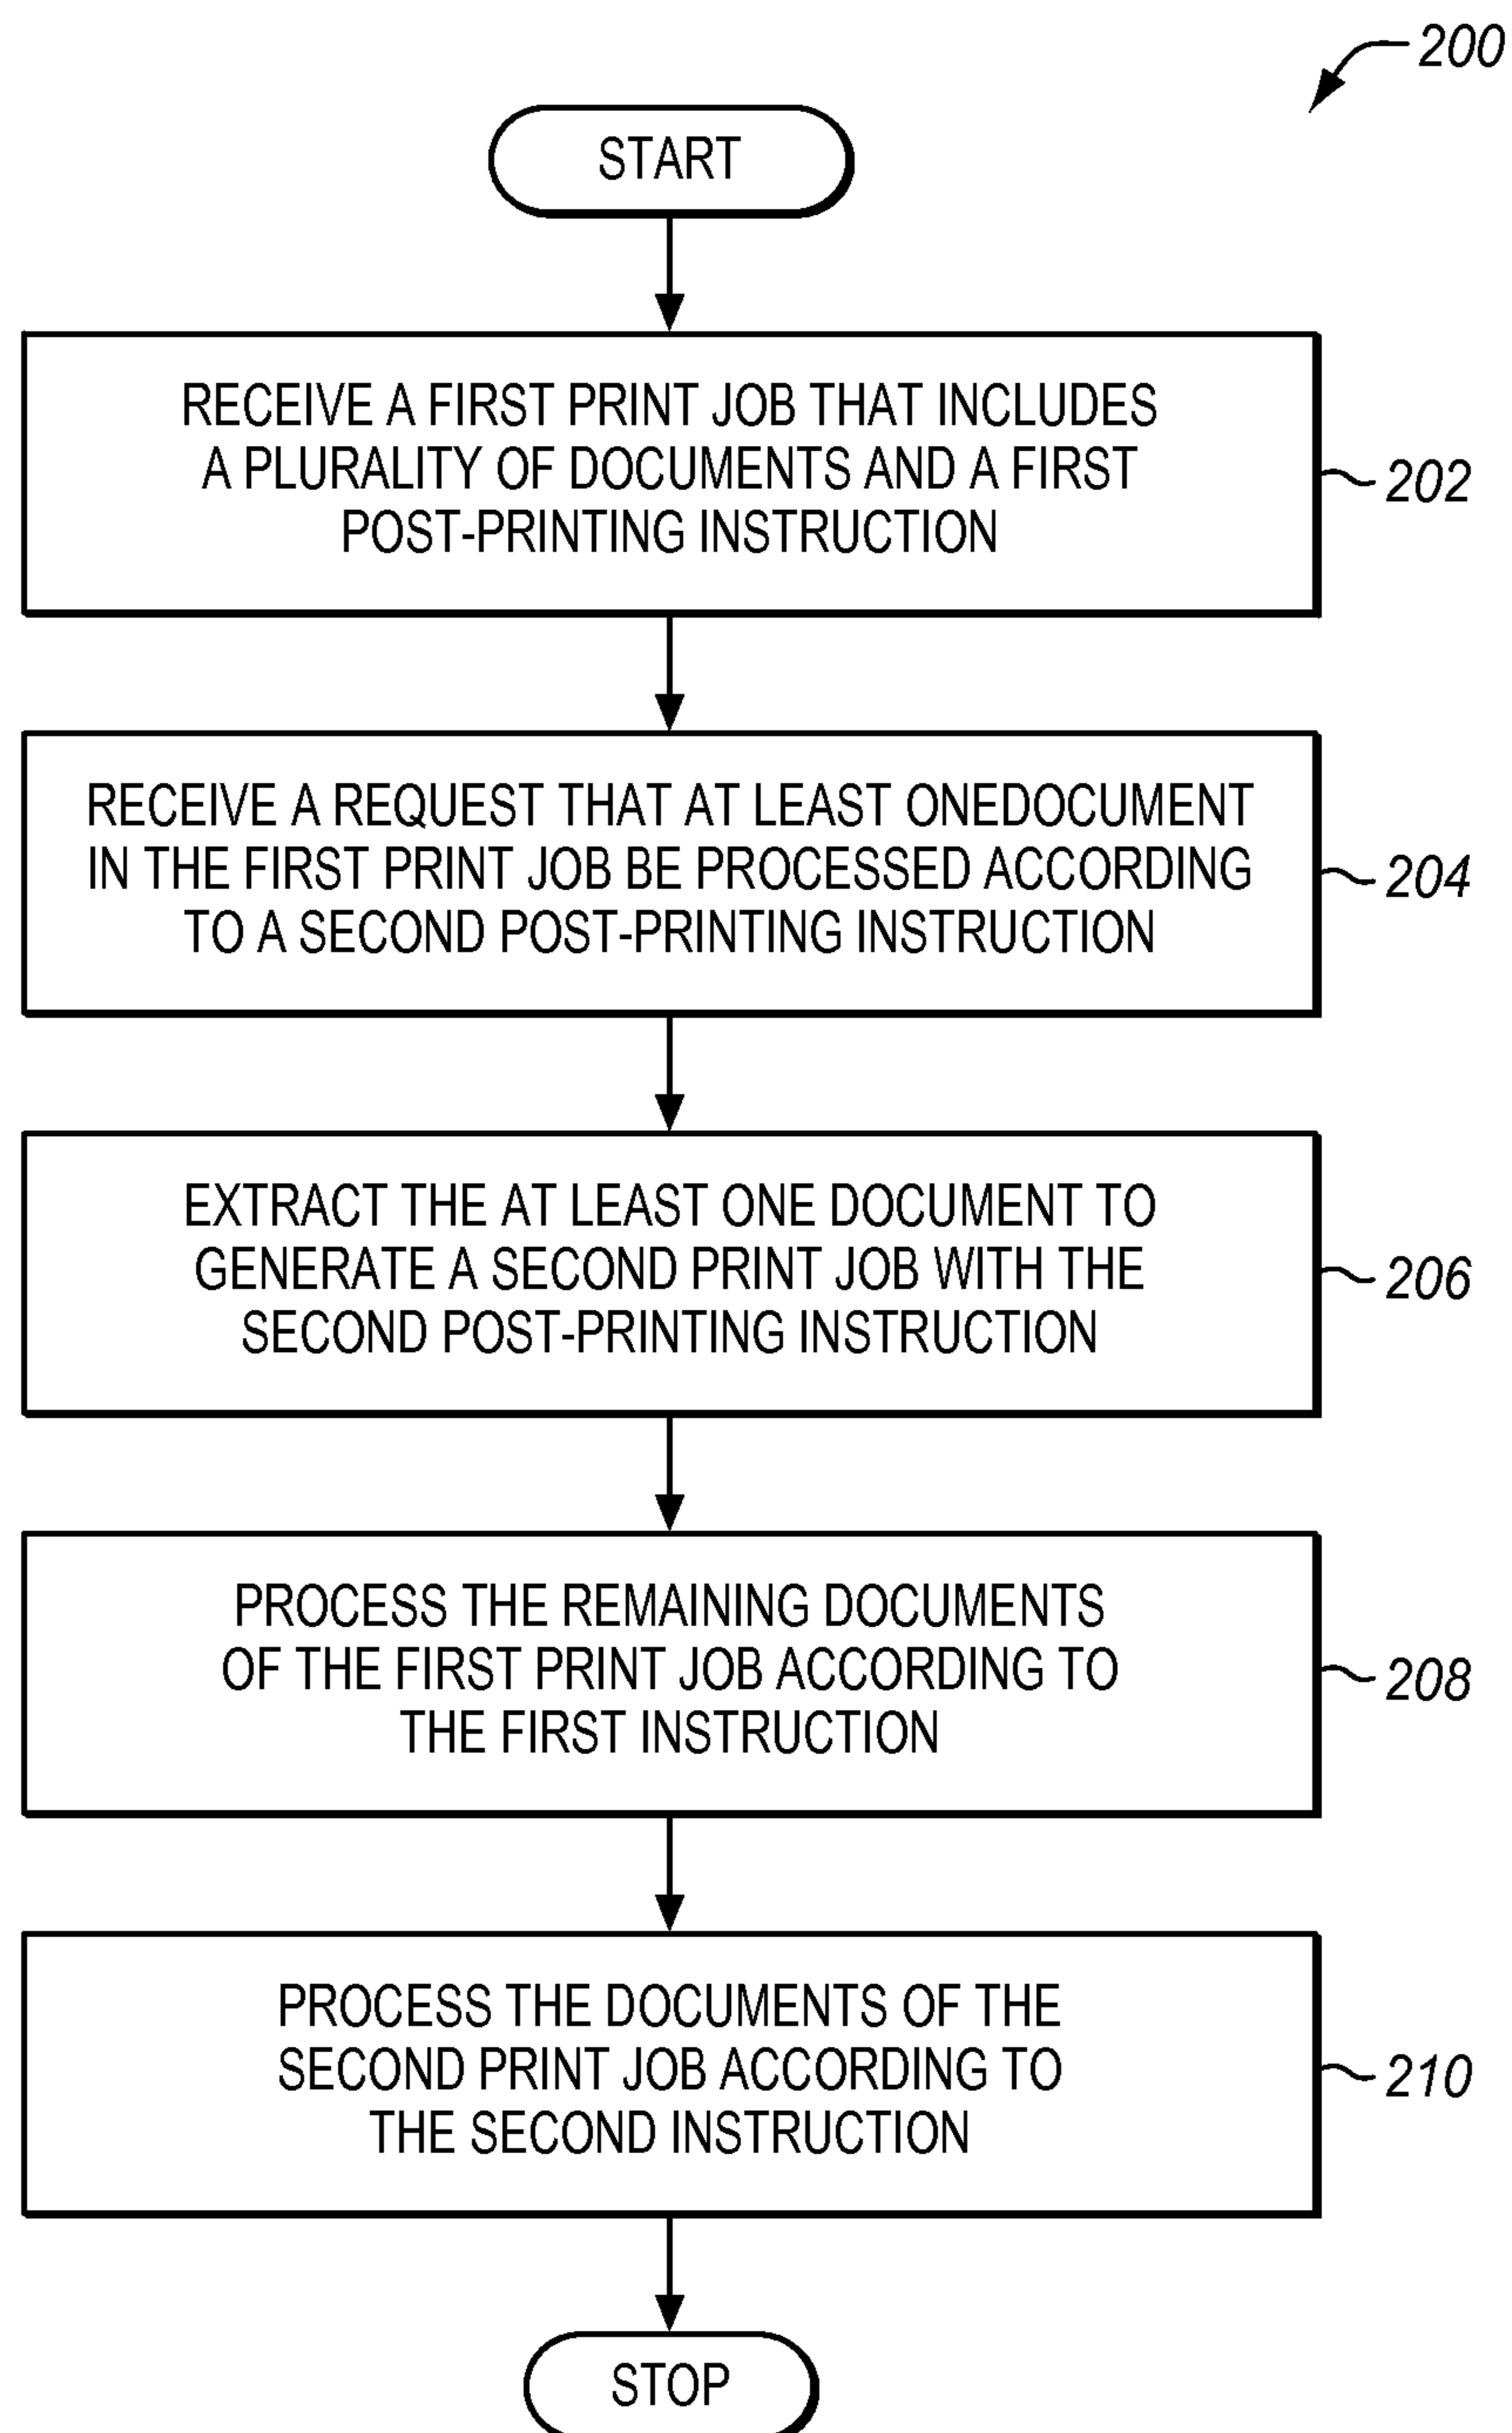 200
START
RECEIVE A FIRST PRINT JOB THAT INCLUDES
A PLURALITY OF DOCUMENTS AND A FIRST
POST-PRINTING INSTRUCTION
202
RECEIVE A REQUEST THAT AT LEAST ONEDOCUMENT
IN THE FIRST PRINT JOB BE PROCESSED ACCORDING
TO A SECOND POST-PRINTING INSTRUCTION
204
EXTRACT THE AT LEAST ONE DOCUMENT TO
GENERATE A SECOND PRINT JOB WITH THE
SECOND POST-PRINTING INSTRUCTION
206
PROCESS THE REMAINING DOCUMENTS
OF THE FIRST PRINT JOB ACCORDING TO
THE FIRST INSTRUCTION
208
PROCESS THE DOCUMENTS OF THE
SECOND PRINT JOB ACCORDING TO
THE SECOND INSTRUCTION
210
STOP